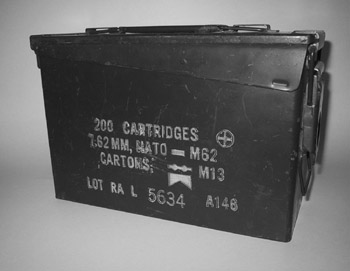 200 CARTRIDGES
7.62 MM, NATO — M62
CARTONS; M13
LOT RA L 5634 A146